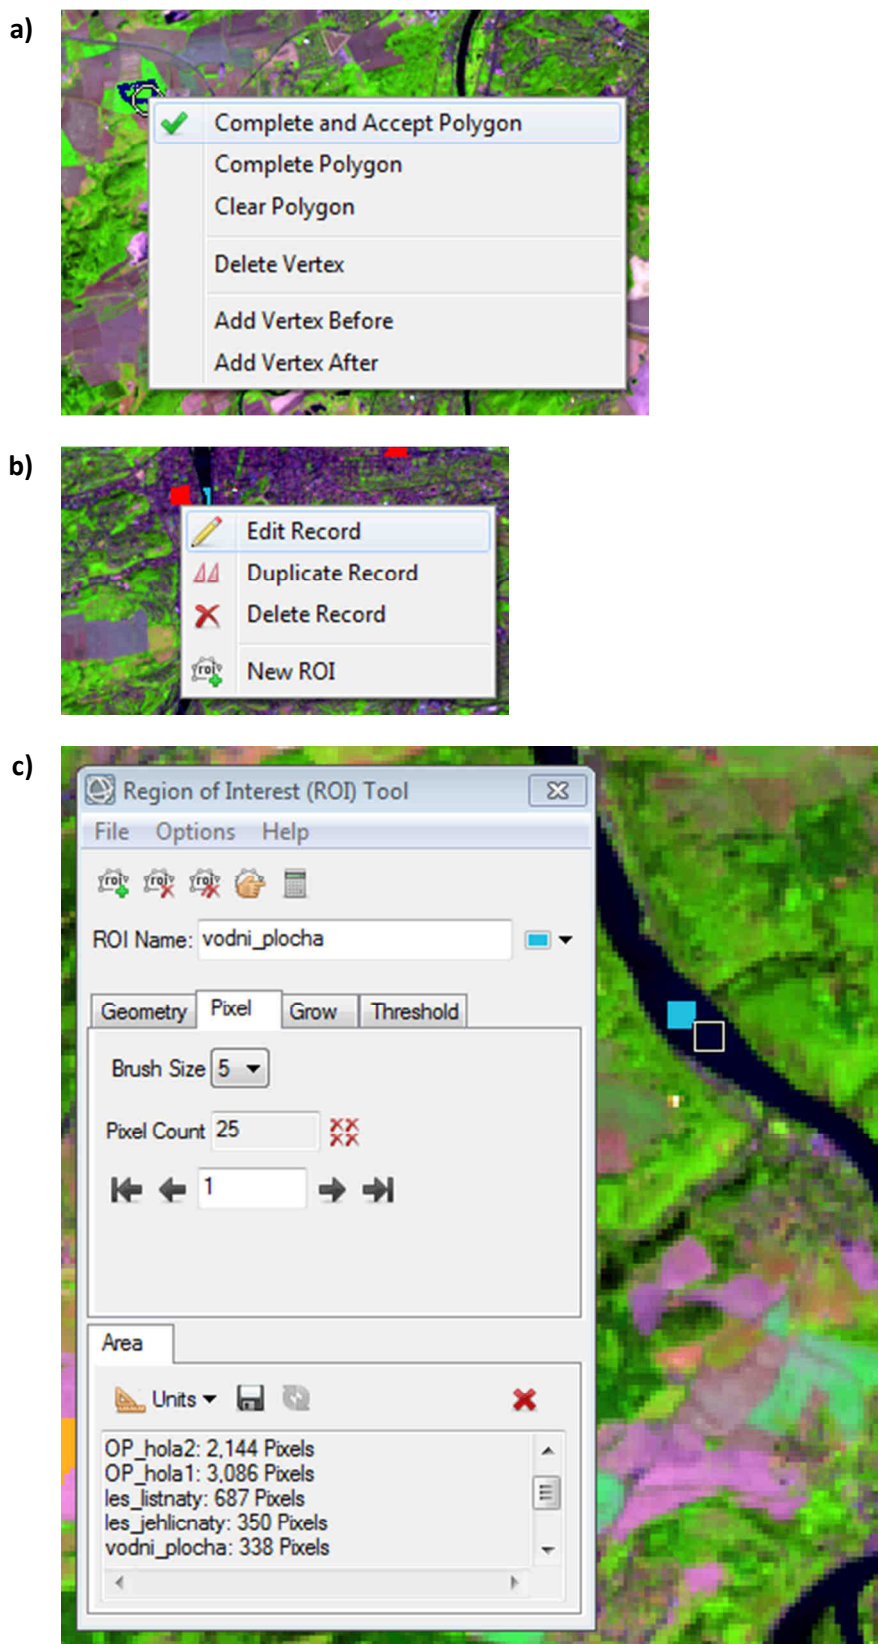 a)
Complete and Accept Polygon
Complete Polygon
Clear Polygon
Delete Vertex
Add Vertex Before
Add Vertex After
b)
Edit Record
Duplicate Record
Delete Record
New ROI
c)
Region of Interest (ROI) Tool
File Options Help
ROI Name: vodni_plocha
Geometry Pixel Grow Threshold
Brush Size 5
Pixel Count 25
1
Area
Units
OP_hola2: 2,144 Pixels
OP_hola1: 3,086 Pixels
les_listnaty: 687 Pixels
les_jehlicnaty: 350 Pixels
vodni_plocha: 338 Pixels